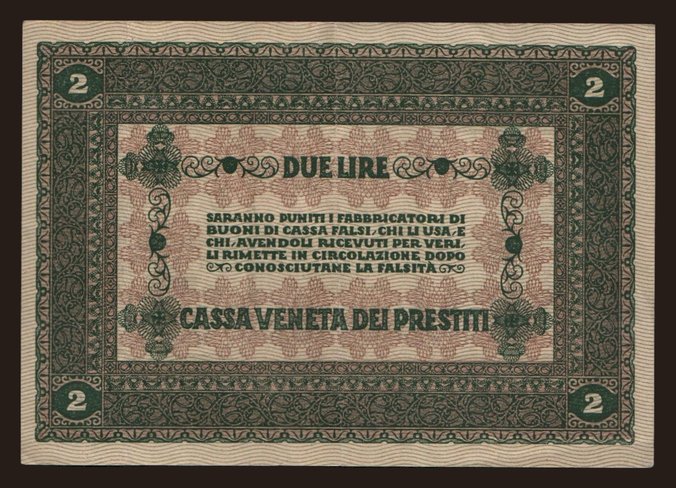 2 2
DUE LIRE
SARANNO PUNITI I FABBRICATORI DI
BUONI DI CASSA FALSI, CHI LI USA, E
CHI, AVENDOLI RICEVUTI PER VERI,
LI RIMETTE IN CIRCOLAZIONE DOPO
CONOSCIUTANE LA FALSITÀ
CASSA VENETA DEI PRESTITI
2 2